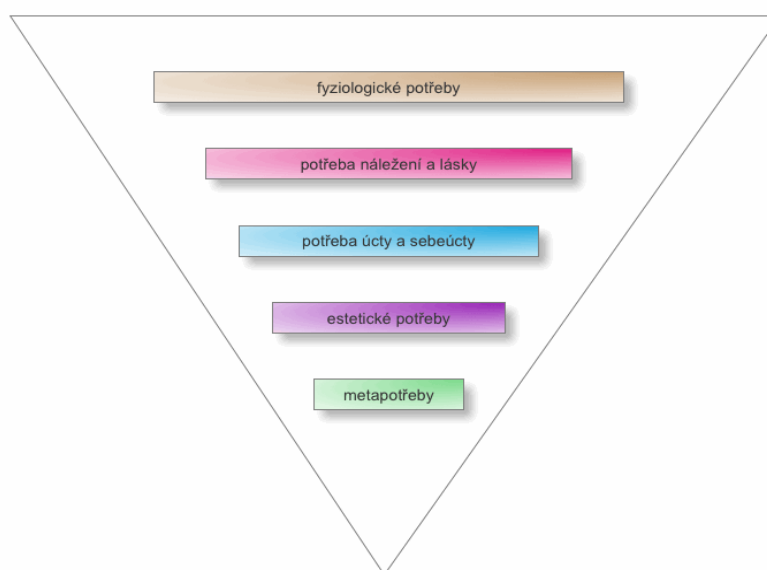 fyziologické potřeby
potřeba náležení a lásky
potřeba úcty a sebeúcty
estetické potřeby
metapotřeby